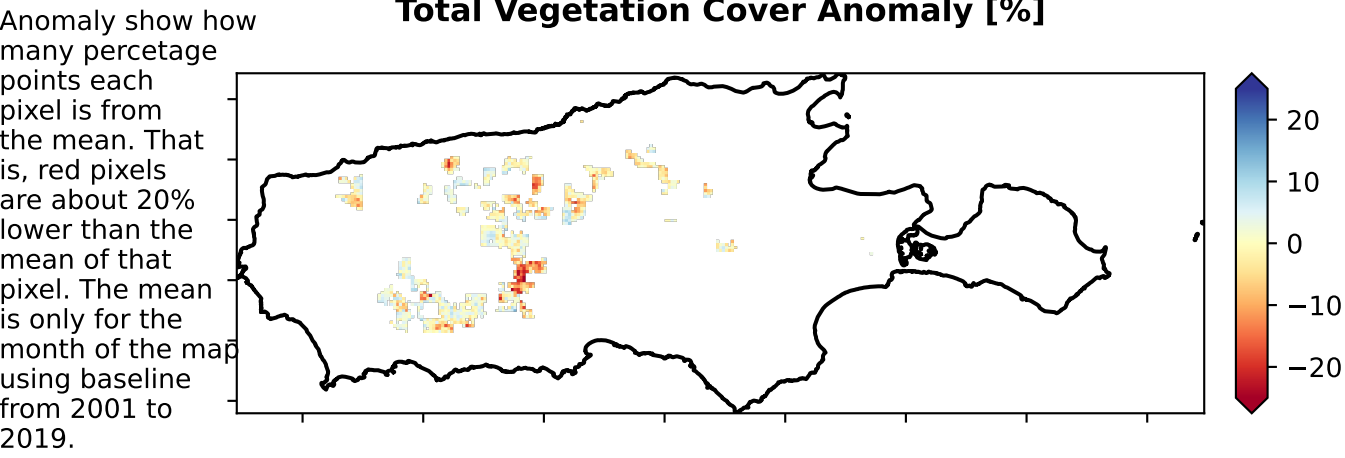 Total Vegetation Cover Anomaly [%]
Anomaly show how
many percetage
points each
pixel is from
the mean. That
is, red pixels
are about 20%
lower than the
mean of that
pixel. The mean
is only for the
month of the map
using baseline
from 2001 to
2019.
20
10
0
−10
−20